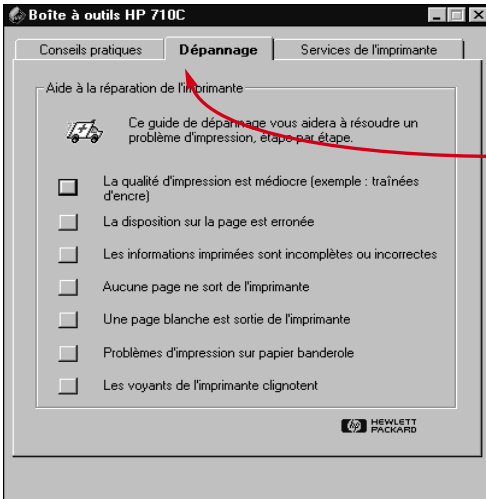 Boîte à outils HP 710C
Conseils pratiques
Dépannage
Services de l'imprimante
Aide à la réparation de l'imprimante
Ce guide de dépannage vous aidera à résoudre un
problème d'impression, étape par étape.
La qualité d'impression est médiocre (exemple : traînées
d'encre)
La disposition sur la page est erronée
Les informations imprimées sont incomplètes ou incorrectes
Aucune page ne sort de l'imprimante
Une page blanche est sortie de l'imprimante
Problèmes d'impression sur papier banderole
Les voyants de l'imprimante clignotent
hp HEWLETT
PACKARD